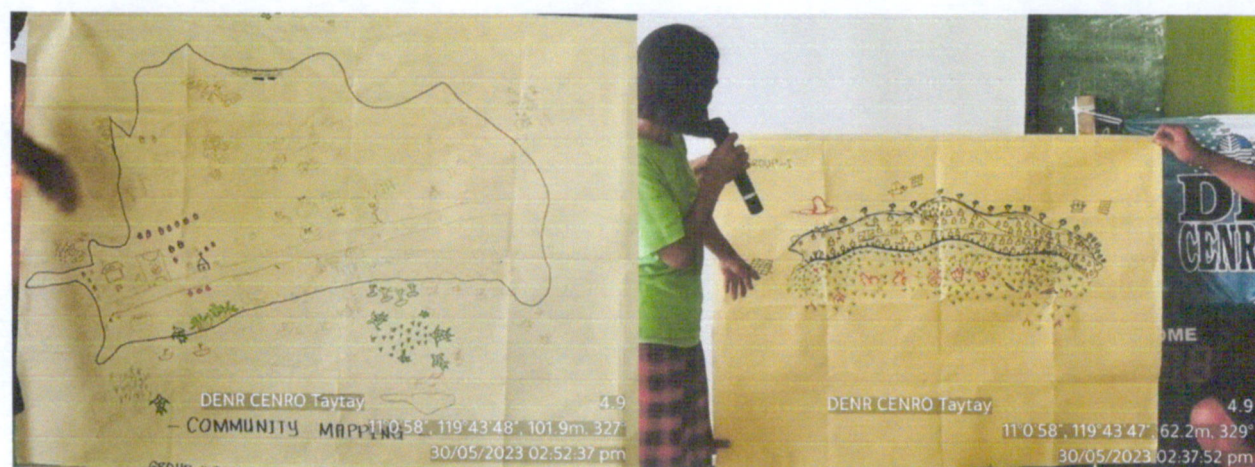 DENR CENRO Taytay
4.9
- COMMUNITY MAPPING -
11 0 58°, 119 43 48°, 101.9m, 327°
30/05/2023 02:52:37 pm
DE
CENR
OME
DENR CENRO Taytay
4.9
11 0 58°, 119 43 47°, 62.2m, 329°
30/05/2023 02:37:52 pm